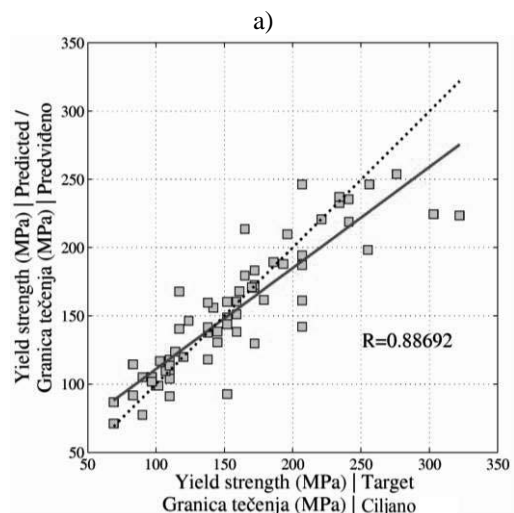 a)
350
300
250
200
150
100
50
Yield strength (MPa) | Predicted /
Granica tečenja (MPa) | Predviđeno
R=0.88692
50 100 150 200 250 300 350
Yield strength (MPa) | Target
Granica tečenja (MPa) | Ciljano